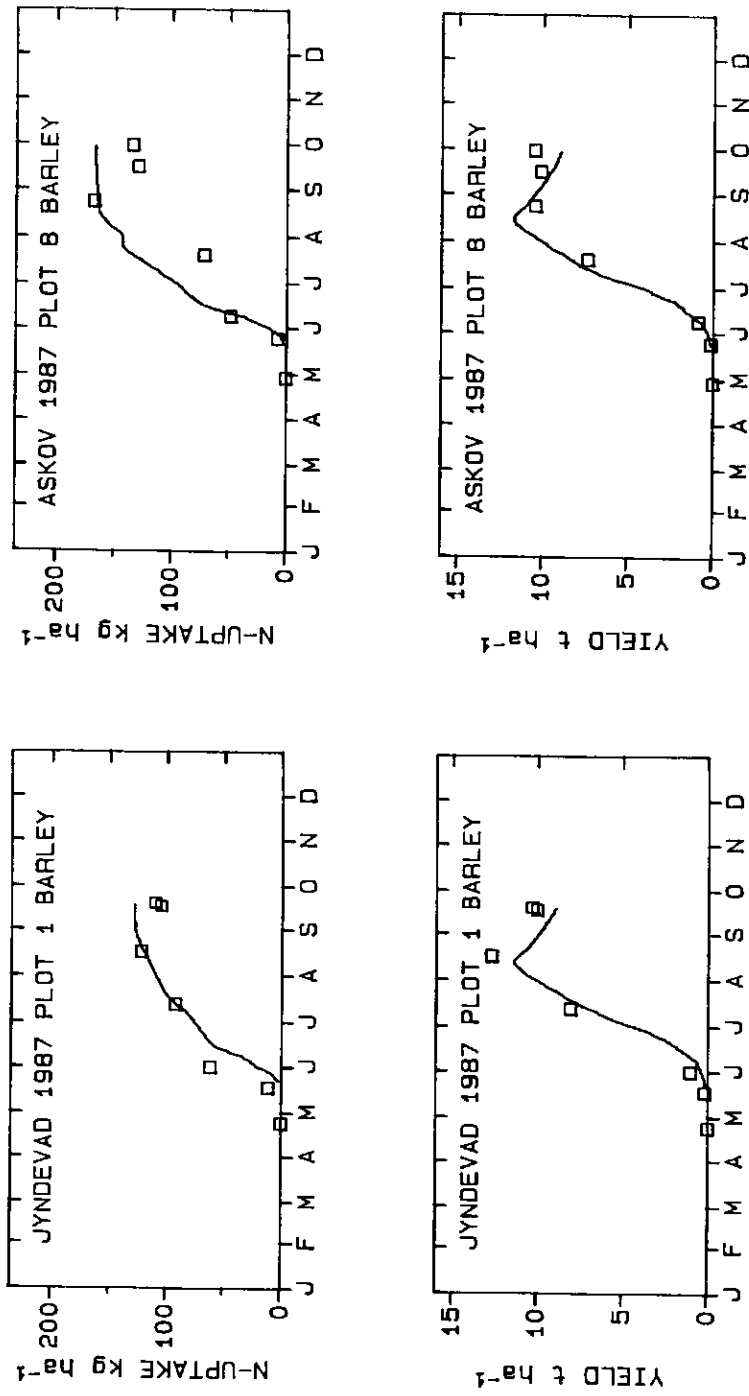 JYNDEVAD 1987 PLOT 1 BARLEY
N-UPTAKE kg ha⁻¹
200
100
0
J F M A M J J A S O N D
ASKOV 1987 PLOT 8 BARLEY
N-UPTAKE kg ha⁻¹
200
100
0
J F M A M J J A S O N D
JYNDEVAD 1987 PLOT 1 BARLEY
YIELD t ha⁻¹
15
10
5
0
J F M A M J J A S O N D
ASKOV 1987 PLOT 8 BARLEY
YIELD t ha⁻¹
15
10
5
0
J F M A M J J A S O N D